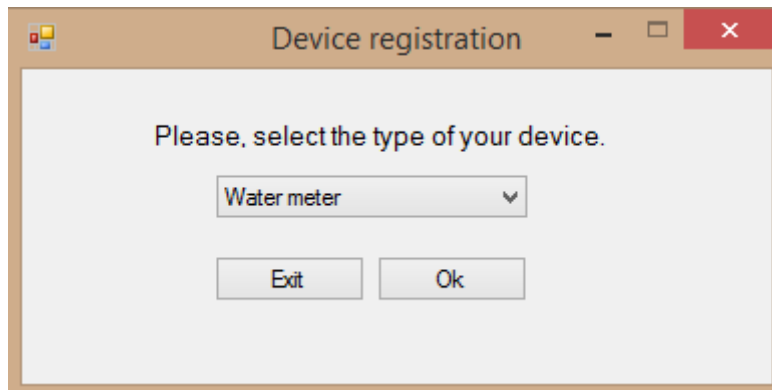 Device registration
Please, select the type of your device.
Water meter
Exit Ok